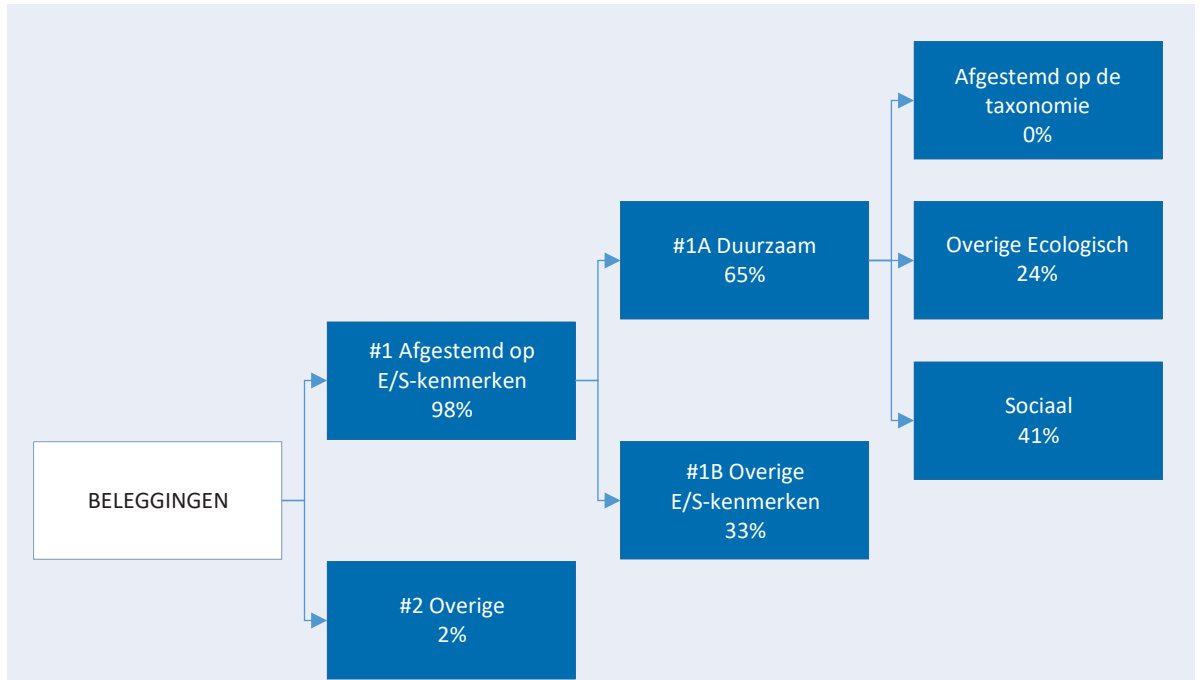 BELEGGINGEN
#1 Afgestemd op
E/S-kenmerken
98%
#2 Overige
2%
#1A Duurzaam
65%
#1B Overige
E/S-kenmerken
33%
Afgestemd op de
taxonomie
0%
Overige Ecologisch
24%
Sociaal
41%